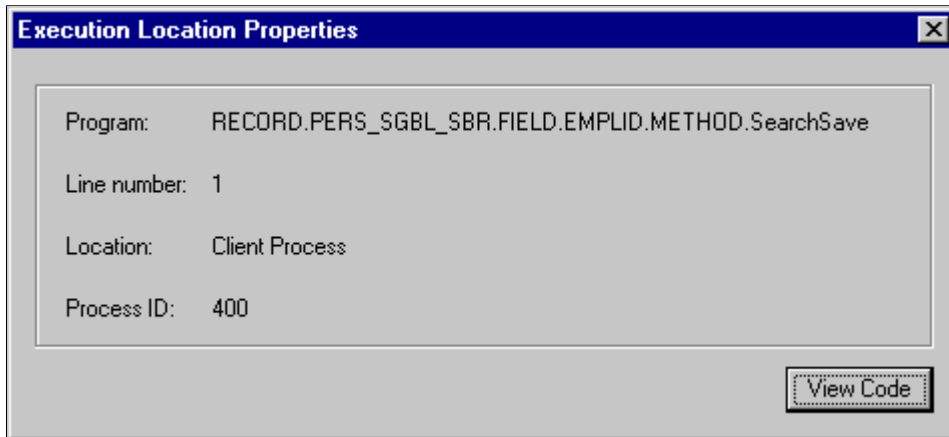 Execution Location Properties
Program: RECORD.PERS_SGBL_SBR.FIELD.EMPLID.METHOD.SearchSave
Line number: 1
Location: Client Process
Process ID: 400
View Code